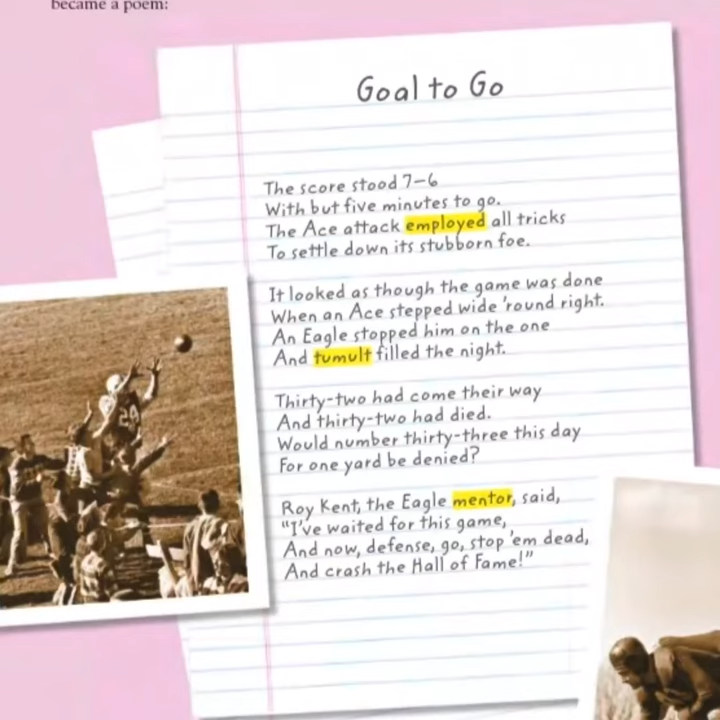 became a poem:
Goal to Go
The score stood 7–6
With but five minutes to go.
The Ace attack employed all tricks
To settle down its stubborn foe.
It looked as though the game was done
When an Ace stepped wide 'round right.
An Eagle stopped him on the one
And tumult filled the night.
Thirty-two had come their way
And thirty-two had died.
Would number thirty-three this day
For one yard be denied?
Roy Kent, the Eagle mentor, said,
"I've waited for this game,
And now, defense, go, stop 'em dead,
And crash the Hall of Fame!"